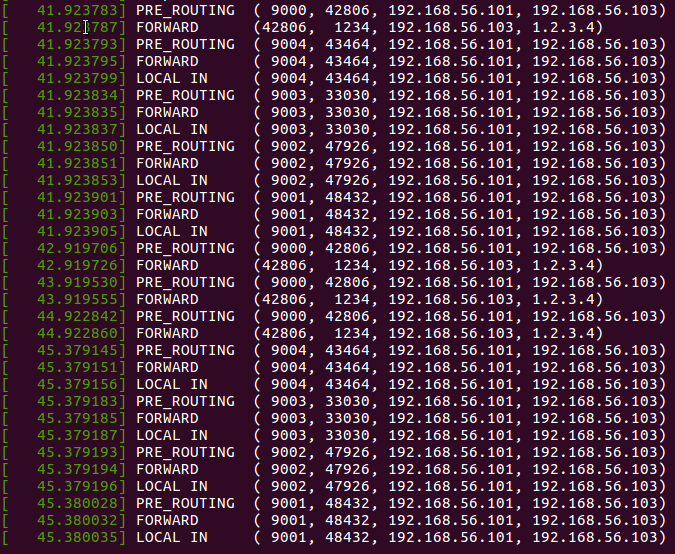 [   41.923783] PRE_ROUTING  ( 9000, 42806, 192.168.56.101, 192.168.56.103)
[   41.923787] FORWARD      (42806,  1234, 192.168.56.103, 1.2.3.4)
[   41.923793] PRE_ROUTING  ( 9004, 43464, 192.168.56.101, 192.168.56.103)
[   41.923795] FORWARD      ( 9004, 43464, 192.168.56.101, 192.168.56.103)
[   41.923799] LOCAL IN     ( 9004, 43464, 192.168.56.101, 192.168.56.103)
[   41.923834] PRE_ROUTING  ( 9003, 33030, 192.168.56.101, 192.168.56.103)
[   41.923835] FORWARD      ( 9003, 33030, 192.168.56.101, 192.168.56.103)
[   41.923837] LOCAL IN     ( 9003, 33030, 192.168.56.101, 192.168.56.103)
[   41.923850] PRE_ROUTING  ( 9002, 47926, 192.168.56.101, 192.168.56.103)
[   41.923851] FORWARD      ( 9002, 47926, 192.168.56.101, 192.168.56.103)
[   41.923853] LOCAL IN     ( 9002, 47926, 192.168.56.101, 192.168.56.103)
[   41.923901] PRE_ROUTING  ( 9001, 48432, 192.168.56.101, 192.168.56.103)
[   41.923903] FORWARD      ( 9001, 48432, 192.168.56.101, 192.168.56.103)
[   41.923905] LOCAL IN     ( 9001, 48432, 192.168.56.101, 192.168.56.103)
[   42.919706] PRE_ROUTING  ( 9000, 42806, 192.168.56.101, 192.168.56.103)
[   42.919726] FORWARD      (42806,  1234, 192.168.56.103, 1.2.3.4)
[   43.919530] PRE_ROUTING  ( 9000, 42806, 192.168.56.101, 192.168.56.103)
[   43.919555] FORWARD      (42806,  1234, 192.168.56.103, 1.2.3.4)
[   44.922842] PRE_ROUTING  ( 9000, 42806, 192.168.56.101, 192.168.56.103)
[   44.922860] FORWARD      (42806,  1234, 192.168.56.103, 1.2.3.4)
[   45.379145] PRE_ROUTING  ( 9004, 43464, 192.168.56.101, 192.168.56.103)
[   45.379151] FORWARD      ( 9004, 43464, 192.168.56.101, 192.168.56.103)
[   45.379156] LOCAL IN     ( 9004, 43464, 192.168.56.101, 192.168.56.103)
[   45.379183] PRE_ROUTING  ( 9003, 33030, 192.168.56.101, 192.168.56.103)
[   45.379185] FORWARD      ( 9003, 33030, 192.168.56.101, 192.168.56.103)
[   45.379187] LOCAL IN     ( 9003, 33030, 192.168.56.101, 192.168.56.103)
[   45.379193] PRE_ROUTING  ( 9002, 47926, 192.168.56.101, 192.168.56.103)
[   45.379194] FORWARD      ( 9002, 47926, 192.168.56.101, 192.168.56.103)
[   45.379196] LOCAL IN     ( 9002, 47926, 192.168.56.101, 192.168.56.103)
[   45.380028] PRE_ROUTING  ( 9001, 48432, 192.168.56.101, 192.168.56.103)
[   45.380032] FORWARD      ( 9001, 48432, 192.168.56.101, 192.168.56.103)
[   45.380035] LOCAL IN     ( 9001, 48432, 192.168.56.101, 192.168.56.103)